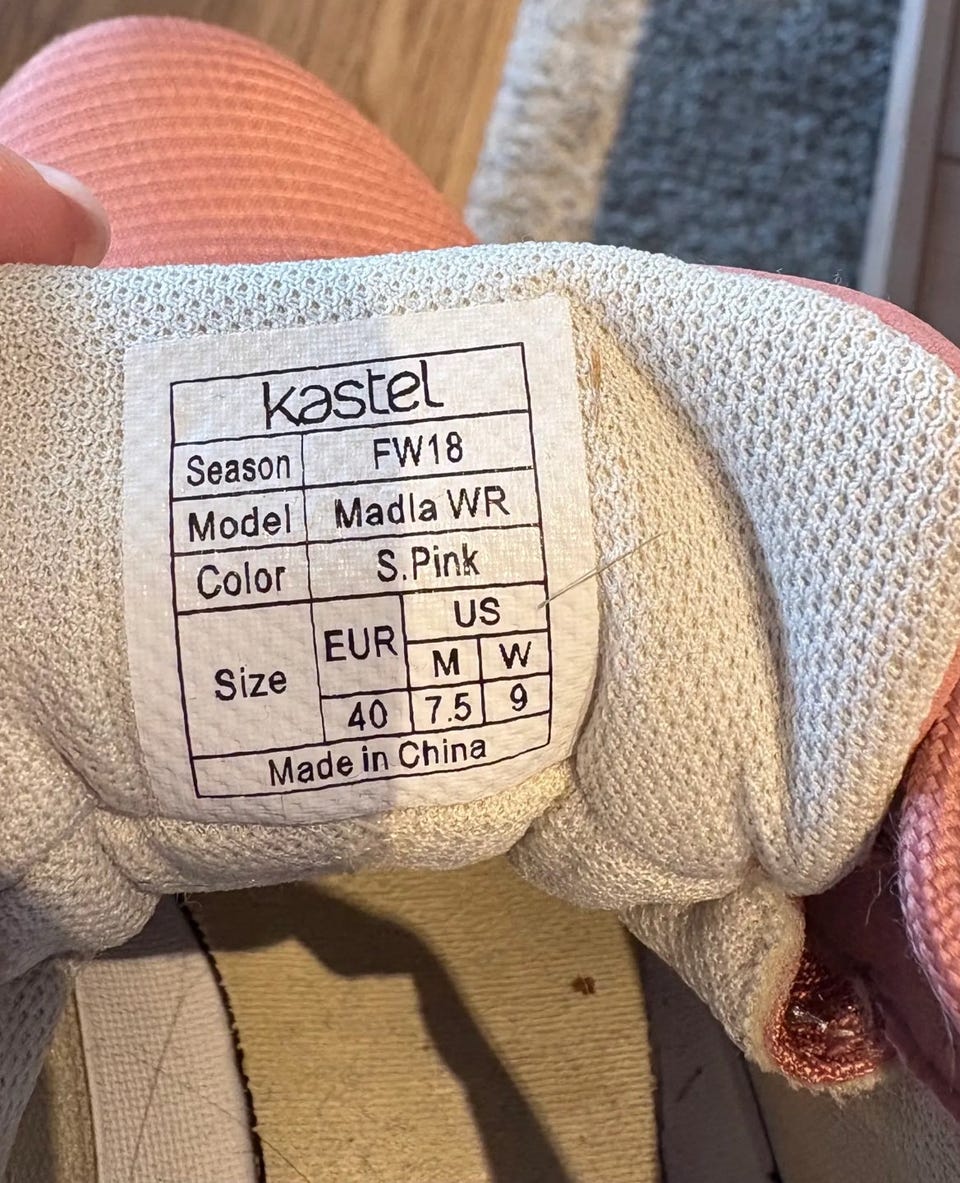 kastel
Season FW18
Model Madla WR
Color S.Pink
Size EUR US
M W
40 7.5 9
Made in China